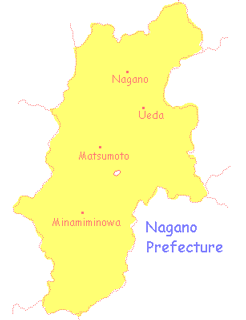 Nagano
Ueda
Matsumoto
Minamiminowa
Nagano
Prefecture